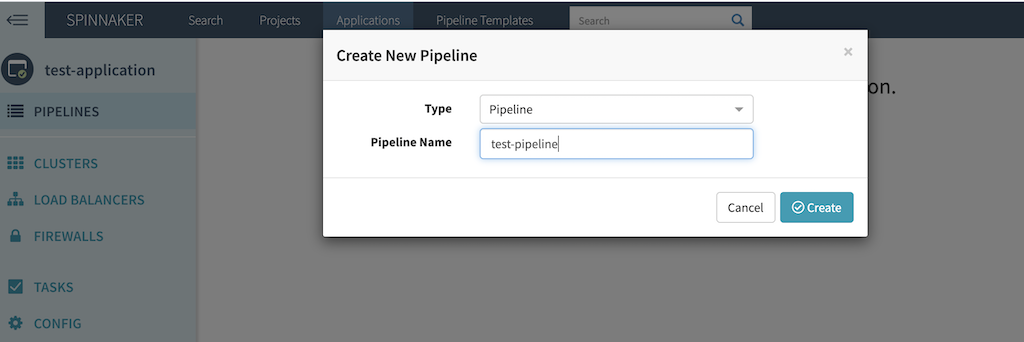 SPINNAKER Search Projects Applications Pipeline Templates Search
test-application
PIPELINES
CLUSTERS
LOAD BALANCERS
FIREWALLS
TASKS
CONFIG
on.
Create New Pipeline ×
Type Pipeline
Pipeline Name test-pipeline
Cancel Create